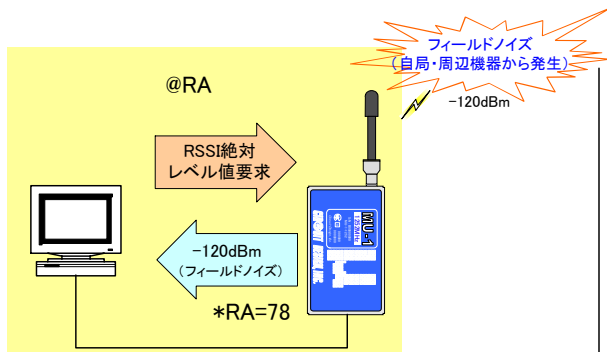 フィールドノイズ
(自局・周辺機器から発生)
@RA
-120dBm
RSSI絶対
レベル値要求
MU-1
1252MHz
-120dBm
(フィールドノイズ)
*RA=78